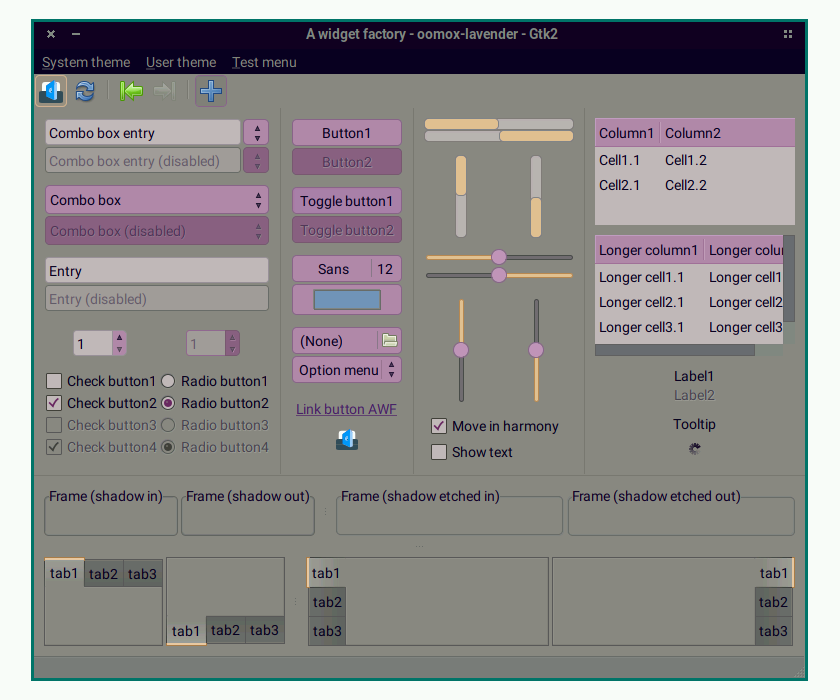 A widget factory - oomox-lavender - Gtk2
System theme User theme Test menu
Combo box entry
Combo box entry (disabled)
Combo box
Combo box (disabled)
Entry
Entry (disabled)
1 1
Check button1 Radio button1
Check button2 Radio button2
Check button3 Radio button3
Check button4 Radio button4
Button1
Button2
Toggle button1
Toggle button2
Sans 12
(None)
Option menu
Link button AWF
Move in harmony
Show text
Column1 Column2
Cell1.1 Cell1.2
Cell2.1 Cell2.2
Longer column1 Longer colu
Longer cell1.1 Longer cell1
Longer cell2.1 Longer cell2
Longer cell3.1 Longer cell3
Label1
Label2
Tooltip
Frame (shadow in) Frame (shadow out) Frame (shadow etched in) Frame (shadow etched out)
tab1 tab2 tab3
tab1 tab2 tab3
tab1
tab2
tab3
tab1
tab2
tab3